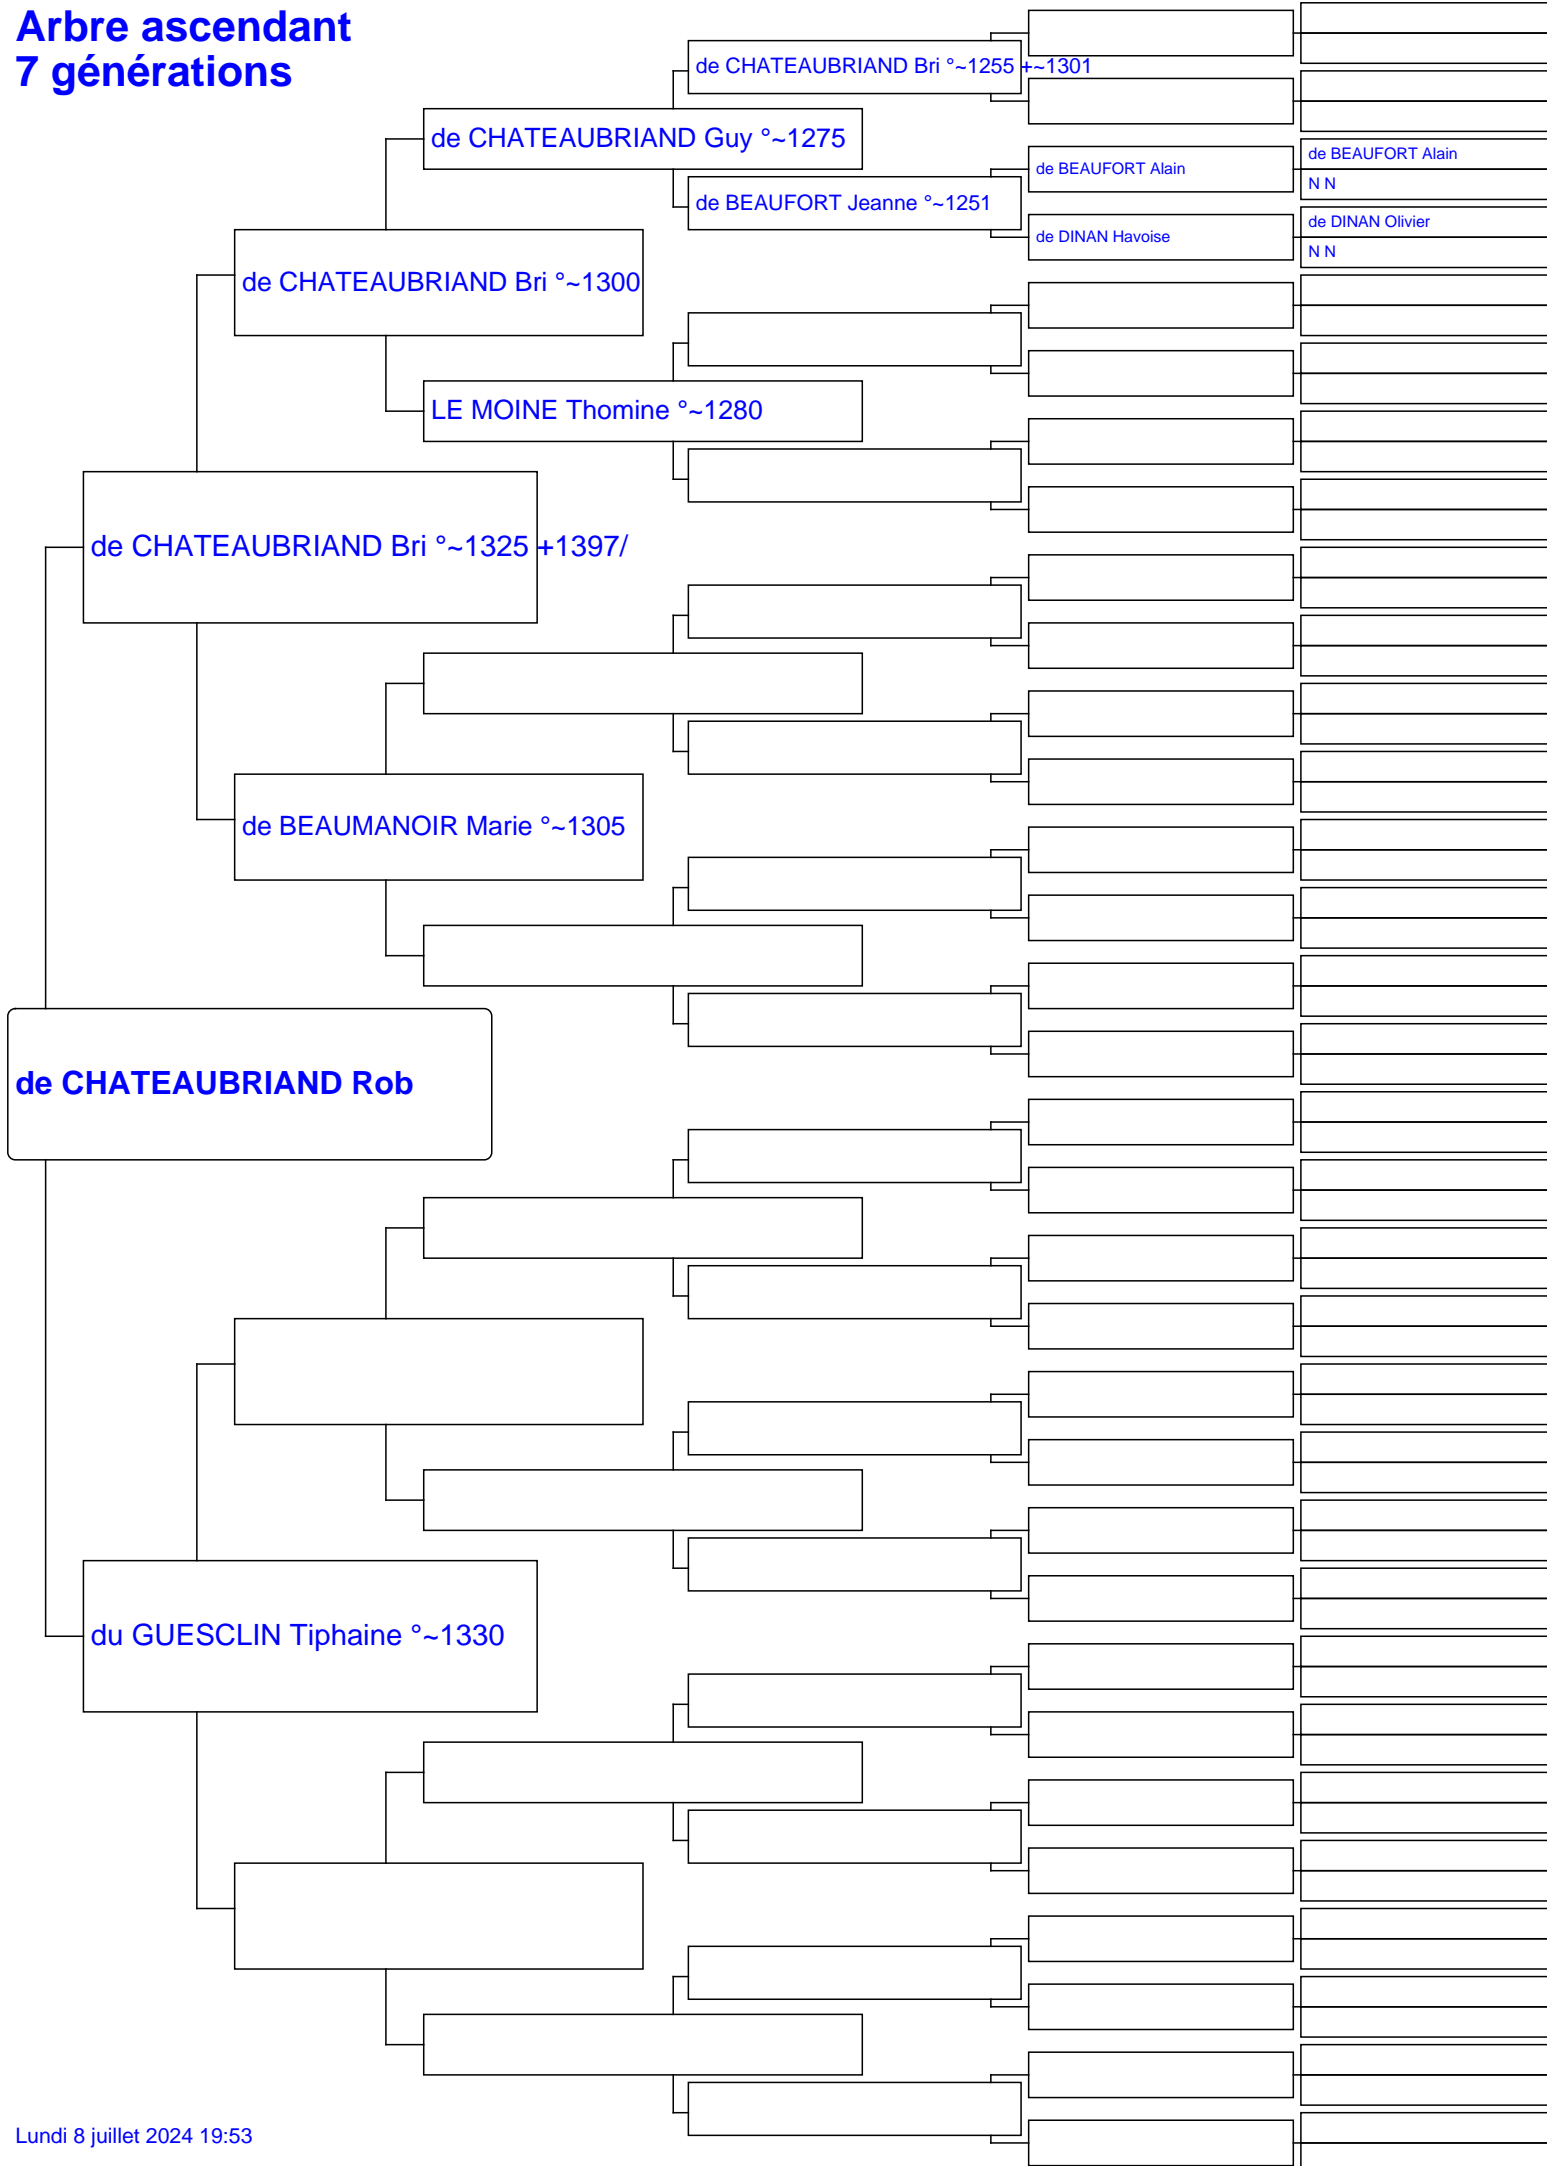 Arbre ascendant
7 générations
de CHATEAUBRIAND Bri °~1255 +~1301
de CHATEAUBRIAND Guy °~1275
de BEAUFORT Alain
de BEAUFORT Alain
N N
de BEAUFORT Jeanne °~1251
de DINAN Havoise
de DINAN Olivier
N N
de CHATEAUBRIAND Bri °~1300
LE MOINE Thomine °~1280
de CHATEAUBRIAND Bri °~1325 +1397/
de BEAUMANOIR Marie °~1305
de CHATEAUBRIAND Rob
du GUESCLIN Tiphaine °~1330
Lundi 8 juillet 2024 19:53